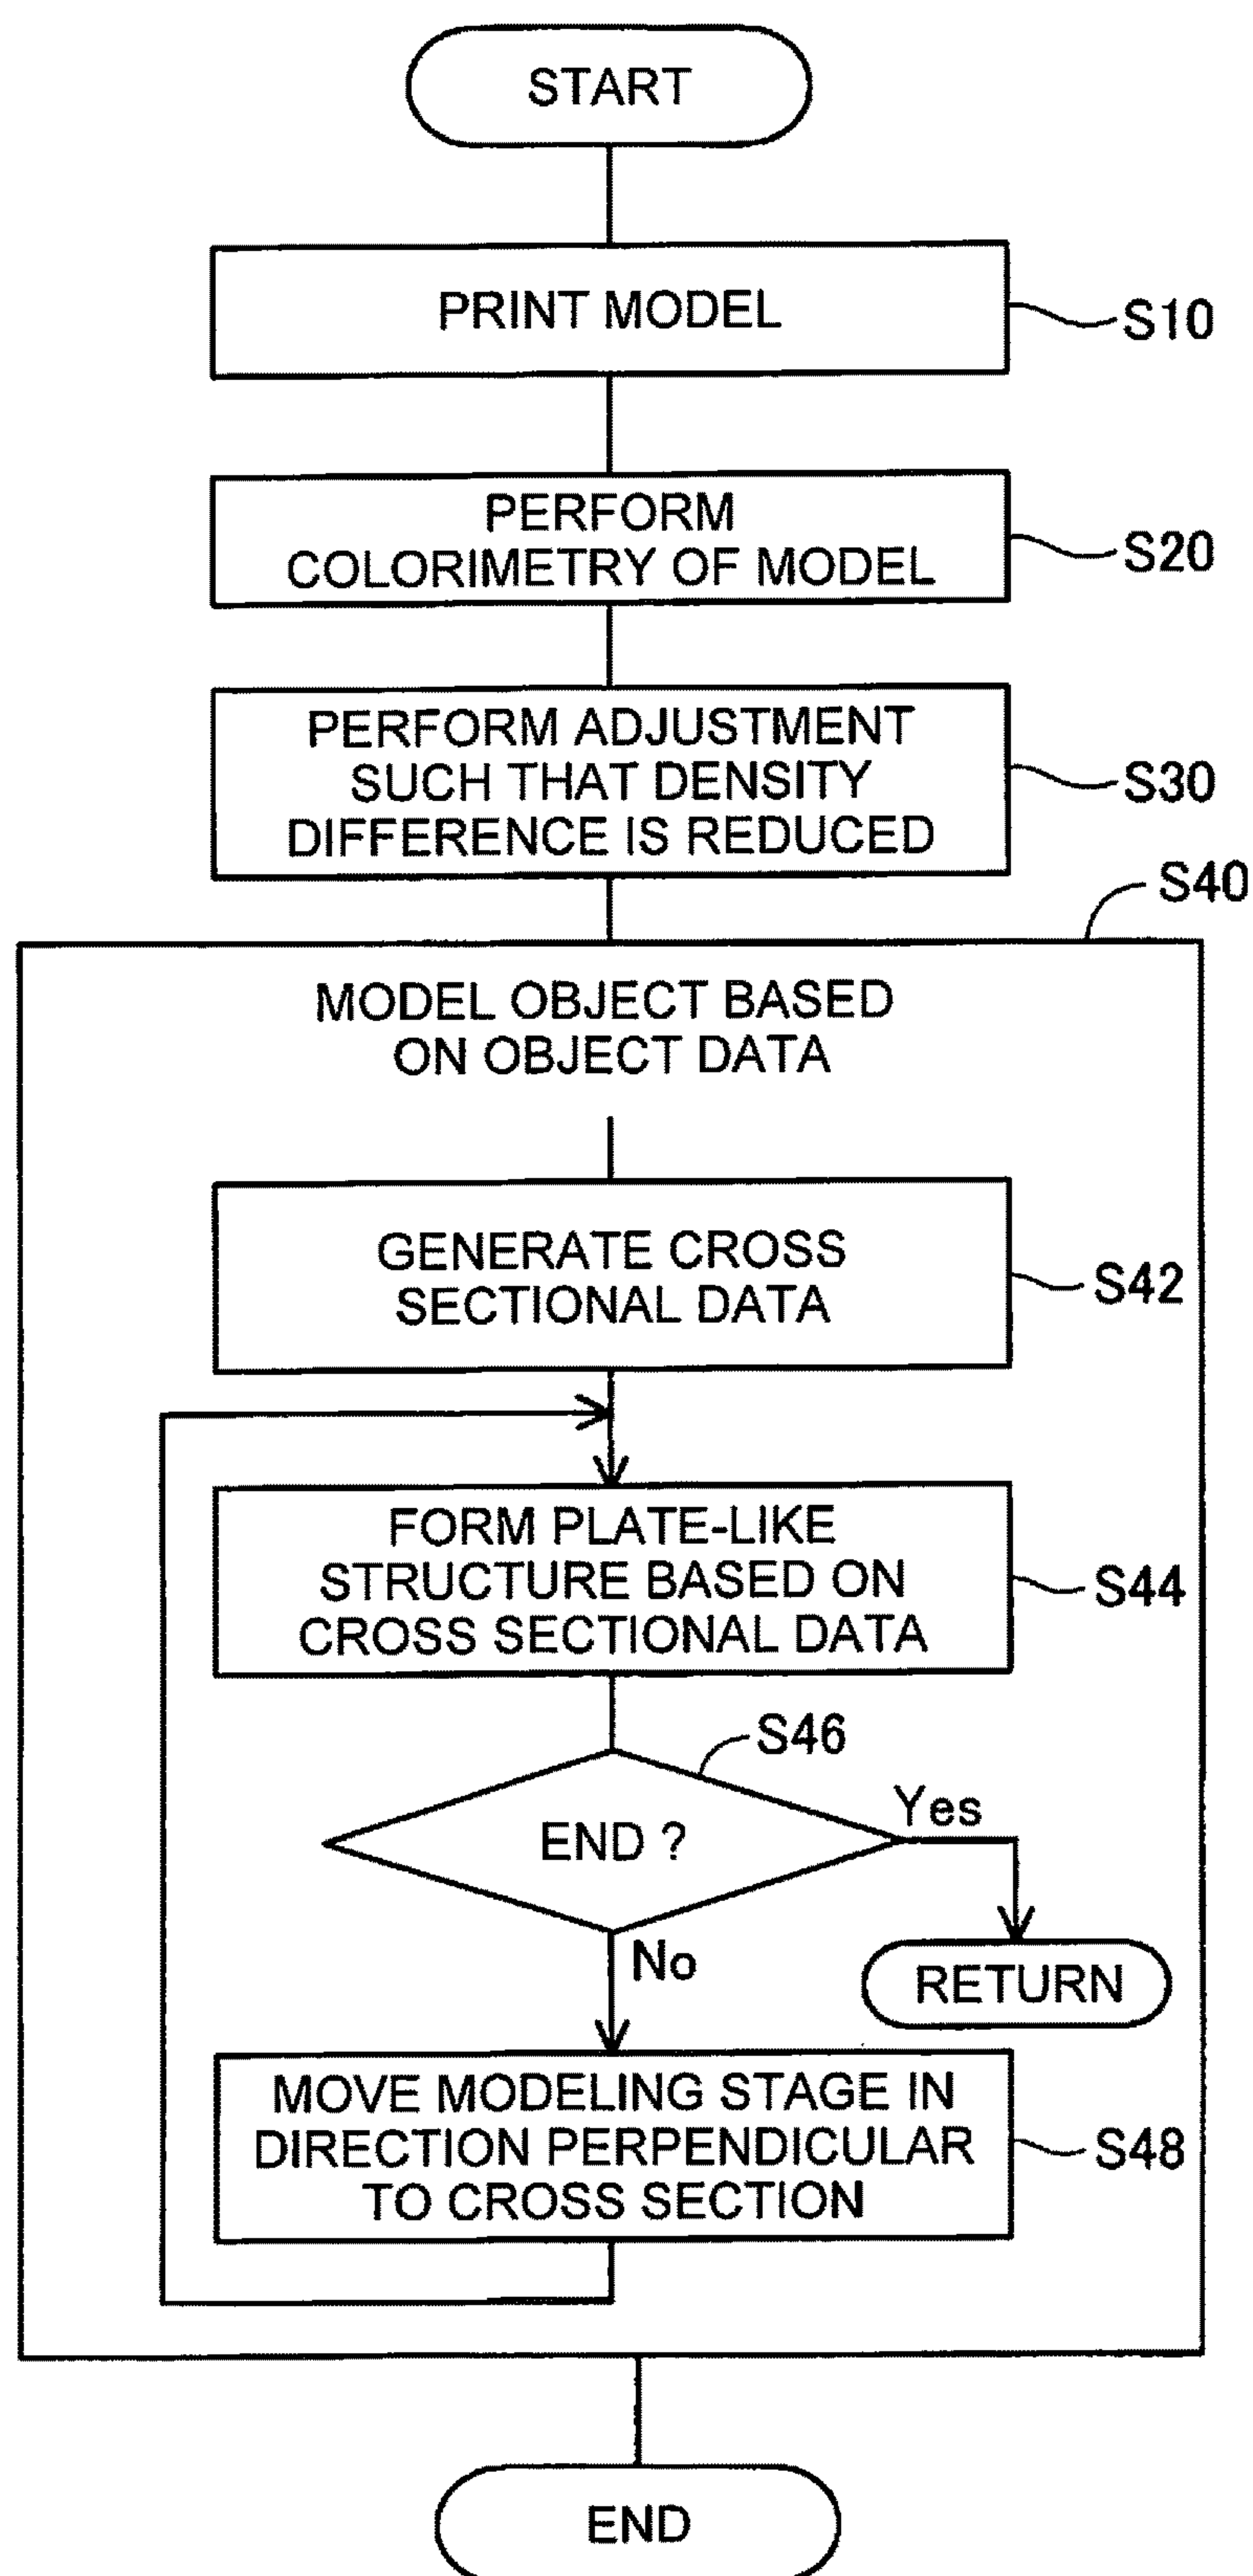 START
PRINT MODEL
S10
PERFORM
COLORIMETRY OF MODEL
S20
PERFORM ADJUSTMENT
SUCH THAT DENSITY
DIFFERENCE IS REDUCED
S30
S40
MODEL OBJECT BASED
ON OBJECT DATA
GENERATE CROSS
SECTIONAL DATA
S42
FORM PLATE-LIKE
STRUCTURE BASED ON
CROSS SECTIONAL DATA
S44
S46
END ?
Yes
No
RETURN
MOVE MODELING STAGE IN
DIRECTION PERPENDICULAR
TO CROSS SECTION
S48
END